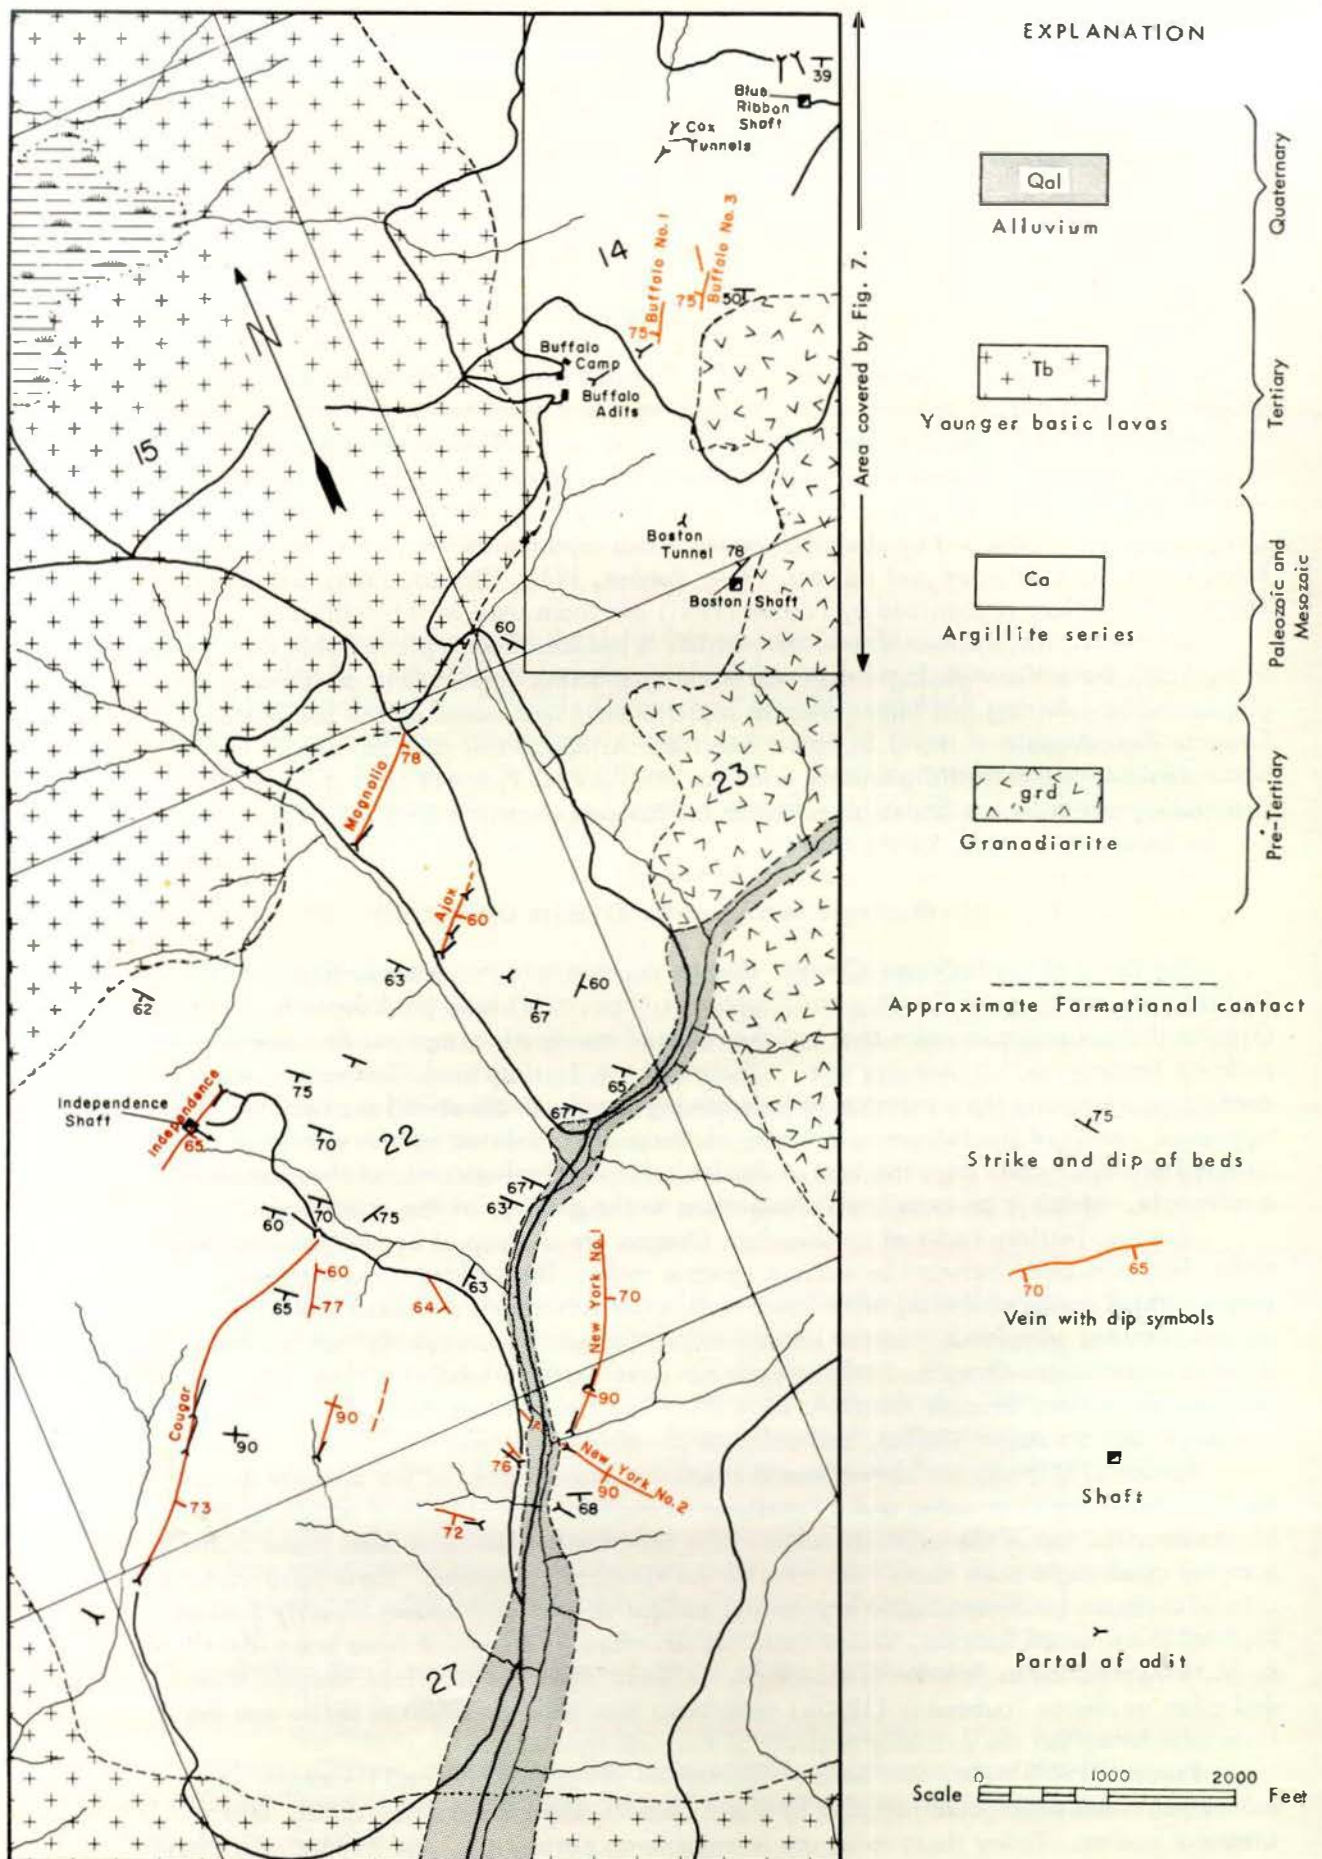 EXPLANATION
Qal
Alluvium
Tb
Younger basic lavas
Ca
Argillite series
grd
Granodiorite
Approximate Formational contact
75
Strike and dip of beds
70
65
Vein with dip symbols
Shaft
Portal of adit
Scale
0
1000
2000
Feet
Quaternary
Tertiary
Paleozoic and
Mesozoic
Pre-Tertiary
Area covered by Fig. 7.
39
Blue
Ribbon
Shaft
Cox
Tunnels
14
Buffalo No. 1
75
Buffalo No. 3
75
50
N
Buffalo
Camp
Buffalo
Adits
15
Boston
Tunnel
78
Boston Shaft
60
23
Magnolia
78
Ajax
60
63
60
67
62
75
65
67
Independence
Shaft
Independence
65
70
22
67
63
60
70
75
60
77
65
64
63
New York No. 1
70
90
Cougar
90
90
76
New York No. 2
90
68
73
72
27